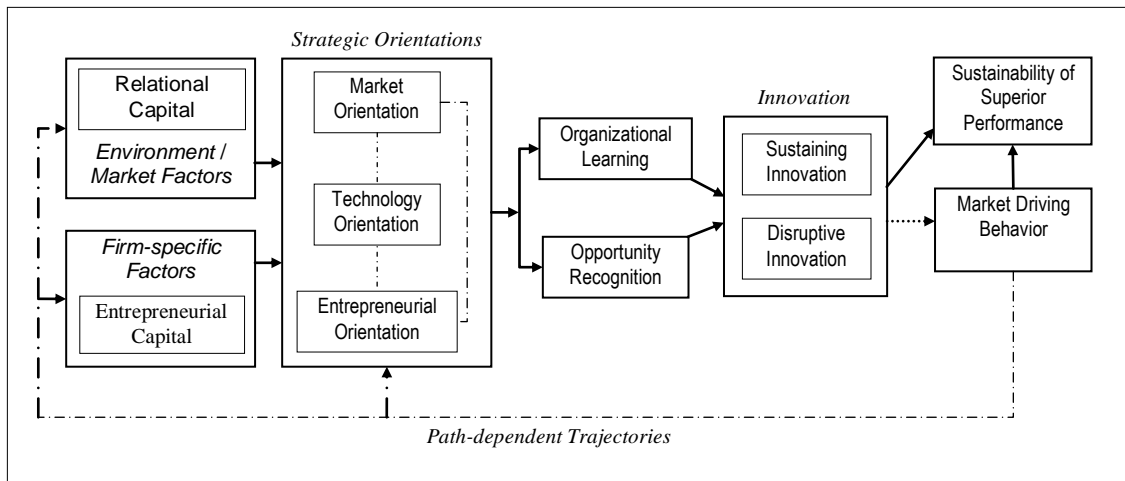 Strategic Orientations
Relational
Capital
Environment /
Market Factors
Firm-specific
Factors
Entrepreneurial
Capital
Market
Orientation
Technology
Orientation
Entrepreneurial
Orientation
Organizational
Learning
Opportunity
Recognition
Innovation
Sustaining
Innovation
Disruptive
Innovation
Sustainability of
Superior
Performance
Market Driving
Behavior
Path-dependent Trajectories